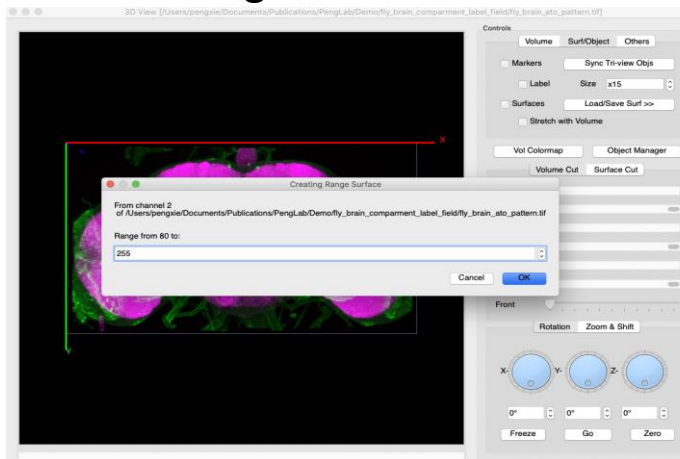 3D View [/Users/pengxie/Documents/Publications/PengLab/Demo/fly_brain_comparment_label_field/fly_brain_ato_pattern.tif]
Controls
Volume Surf/Object Others
Markers Sync Tri-view Objs
Label Size x15
Surfaces Load/Save Surf >>
Stretch with Volume
Vol Colormap Object Manager
Volume Cut Surface Cut
X
Creating Range Surface
From channel 2
of /Users/pengxie/Documents/Publications/PengLab/Demo/fly_brain_comparment_label_field/fly_brain_ato_pattern.tif
Range from 80 to:
255
Cancel OK
Front
Y
Rotation Zoom & Shift
X- Y- Z-
0° 0° 0°
Freeze Go Zero